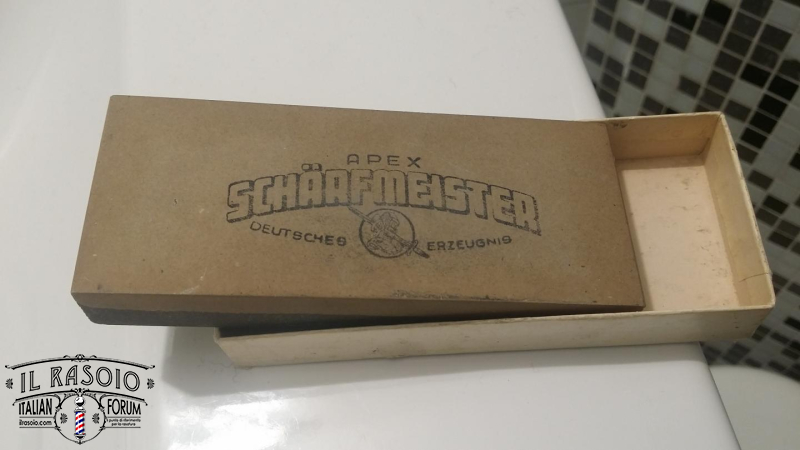 APEX
SCHÄRFMEISTER
DEUTSCHES ERZEUGNIS
IL RASOIO
ITALIAN FORUM
ilrasoio.com